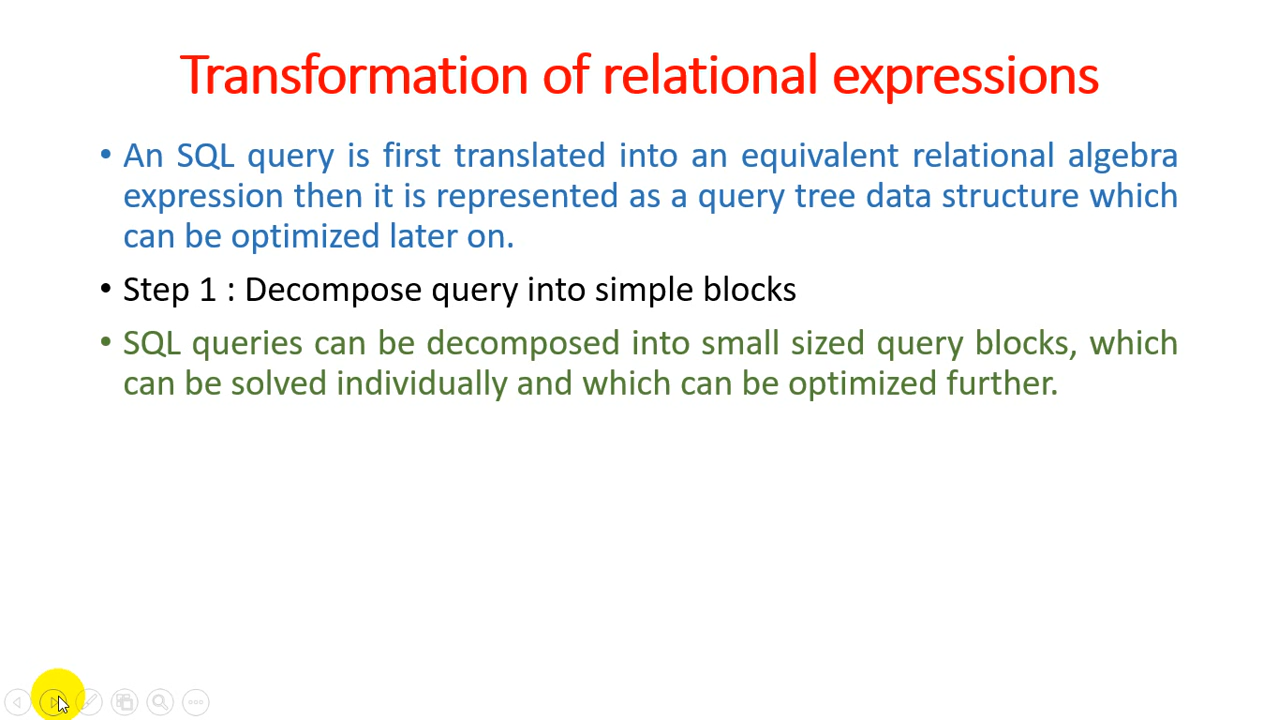 Transformation of relational expressions
• An SQL query is first translated into an equivalent relational algebra
expression then it is represented as a query tree data structure which
can be optimized later on.
• Step 1 : Decompose query into simple blocks
• SQL queries can be decomposed into small sized query blocks, which
can be solved individually and which can be optimized further.